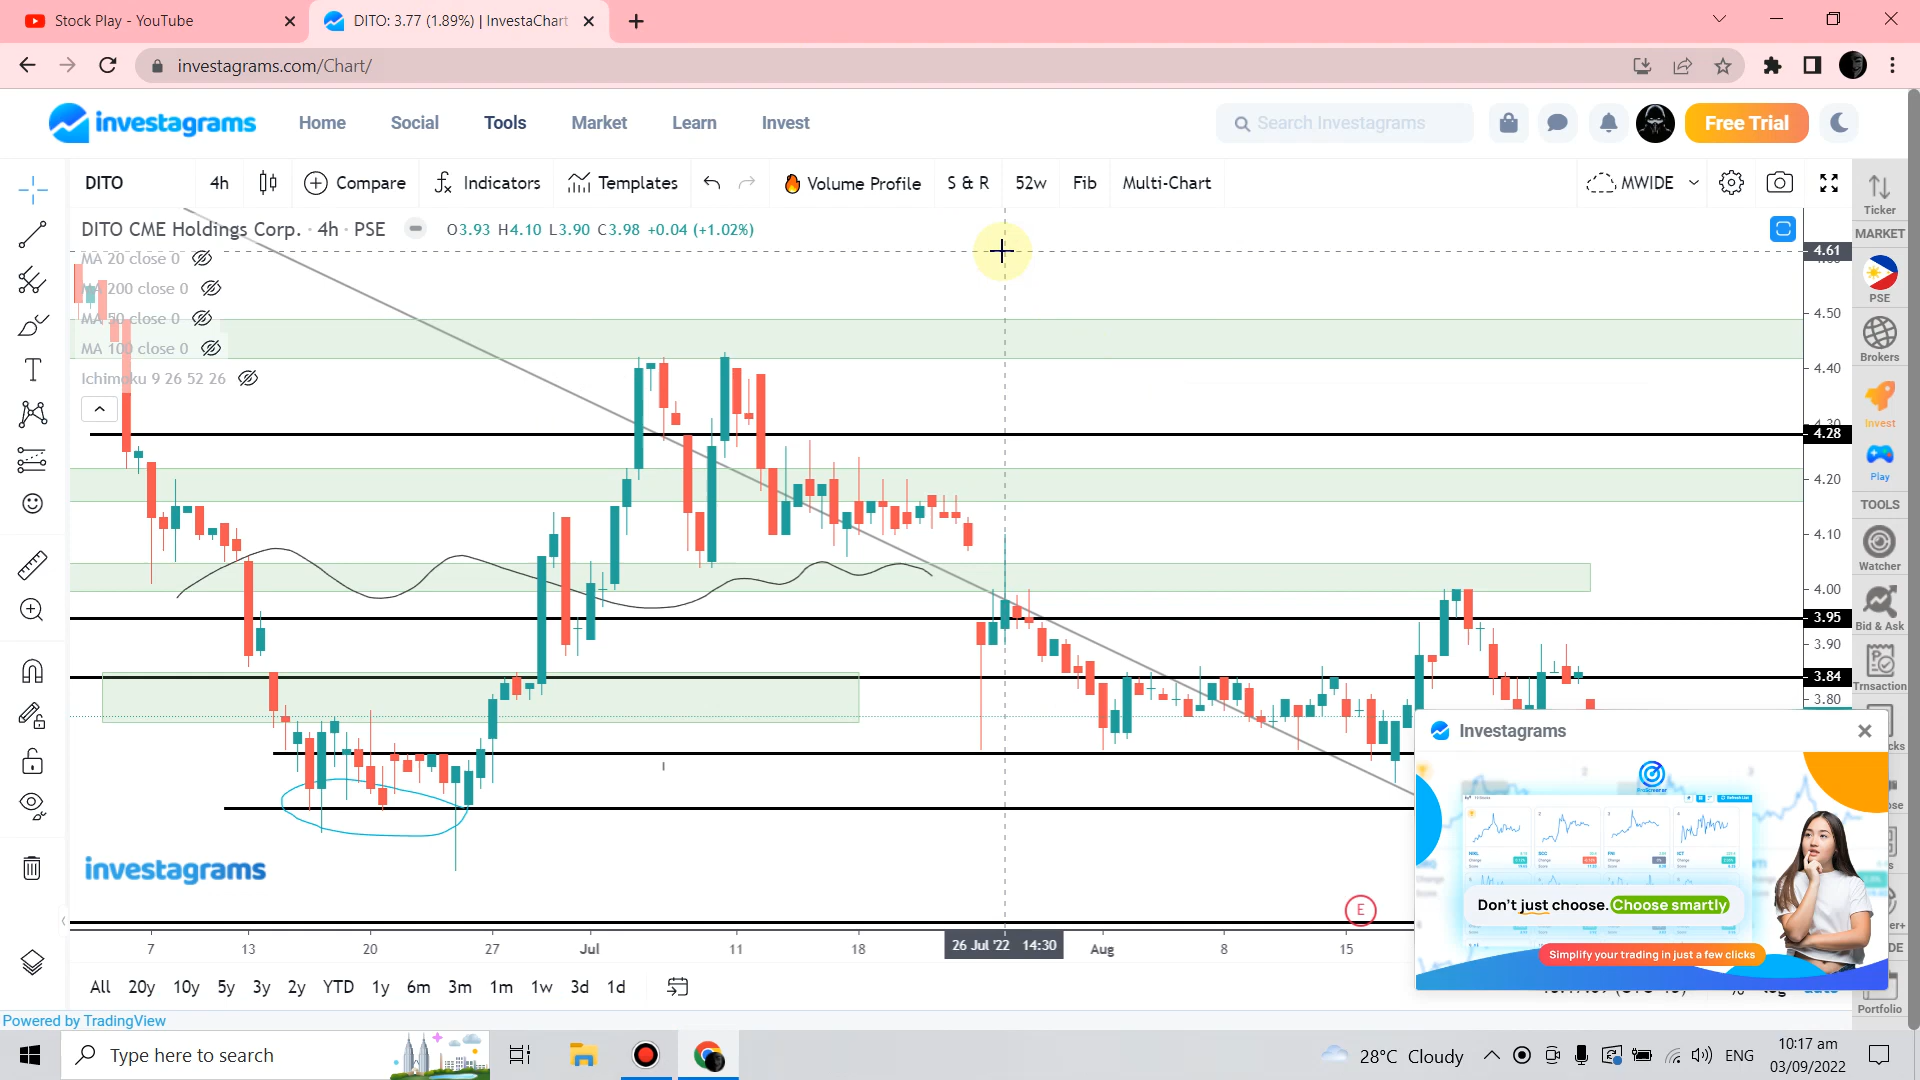 Stock Play - YouTube
DITO: 3.77 (1.89%) | InvestaChart
investagrams.com/Chart/
investagrams
Home
Social
Tools
Market
Learn
Invest
Search Investagrams
Free Trial
DITO
4h
Compare
Indicators
Templates
Volume Profile
S & R
52w
Fib
Multi-Chart
MWIDE
DITO CME Holdings Corp. · 4h · PSE
O3.93 H4.10 L3.90 C3.98 +0.04 (+1.02%)
MA 20 close 0
MA 200 close 0
MA 50 close 0
MA 100 close 0
Ichimoku 9 26 52 26
4.61
4.50
4.40
4.28
4.20
4.10
4.00
3.95
3.90
3.84
3.80
Ticker
MARKET
PSE
Brokers
Invest
Play
TOOLS
Watcher
Bid & Ask
Trnsaction
Portfolio
Investagrams
Don't just choose. Choose smartly
Simplify your trading in just a few clicks
investagrams
E
7
13
20
27
Jul
11
18
26 Jul '22 14:30
Aug
8
15
All
20y
10y
5y
3y
2y
YTD
1y
6m
3m
1m
1w
3d
1d
Powered by TradingView
Type here to search
28°C Cloudy
ENG
10:17 am
03/09/2022